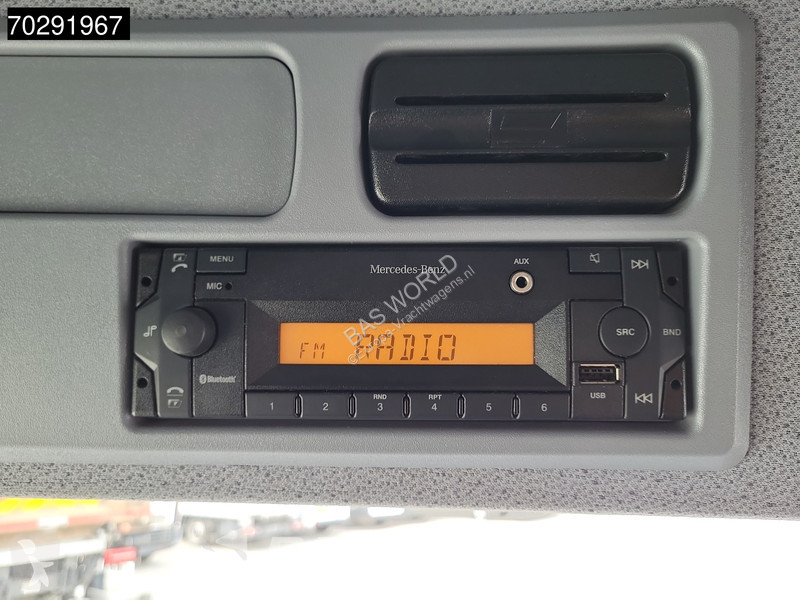 70291967
MENU
MIC
Mercedes-Benz
AUX
BAS WORLD
SRC
BND
FM RADIO
Bluetooth
USB
RND
RPT
1 2 3 4 5 6